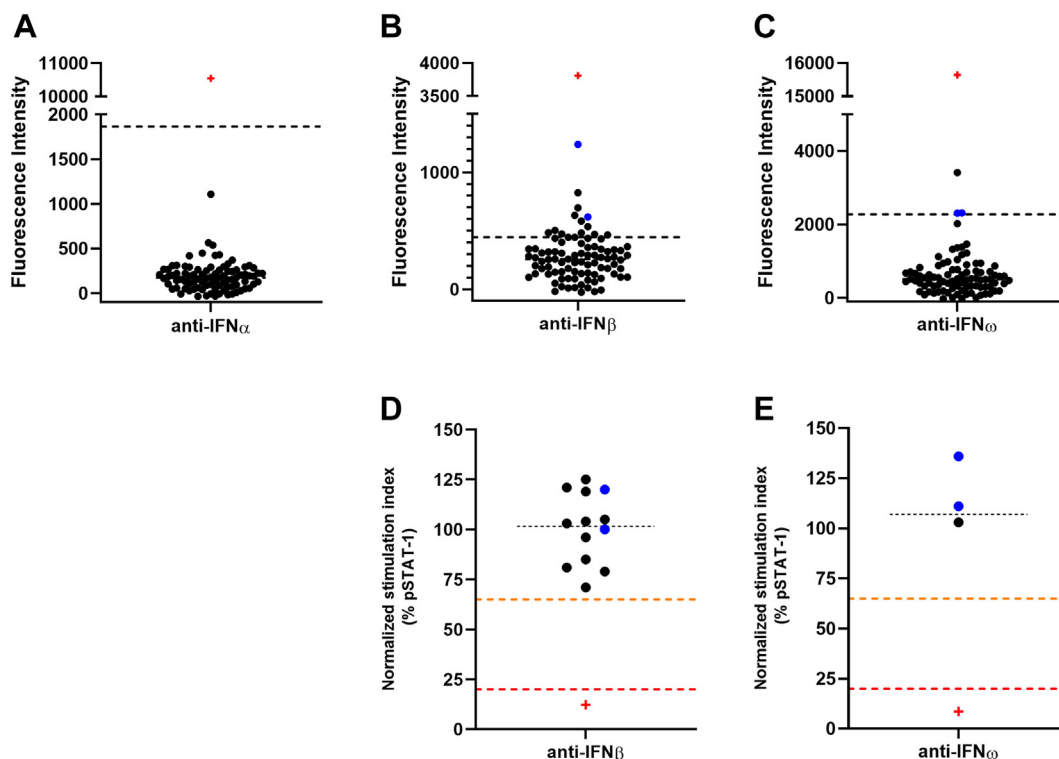 A
Fluorescence Intensity
11000
10000
2000
1500
1000
500
0
anti-IFNα
B
Fluorescence Intensity
4000
3500
1000
0
anti-IFNβ
C
Fluorescence Intensity
16000
15000
4000
2000
0
anti-IFNω
D
Normalized stimulation index
(% pSTAT-1)
150
125
100
75
50
25
0
anti-IFNβ
E
Normalized stimulation index
(% pSTAT-1)
150
125
100
75
50
25
0
anti-IFNω